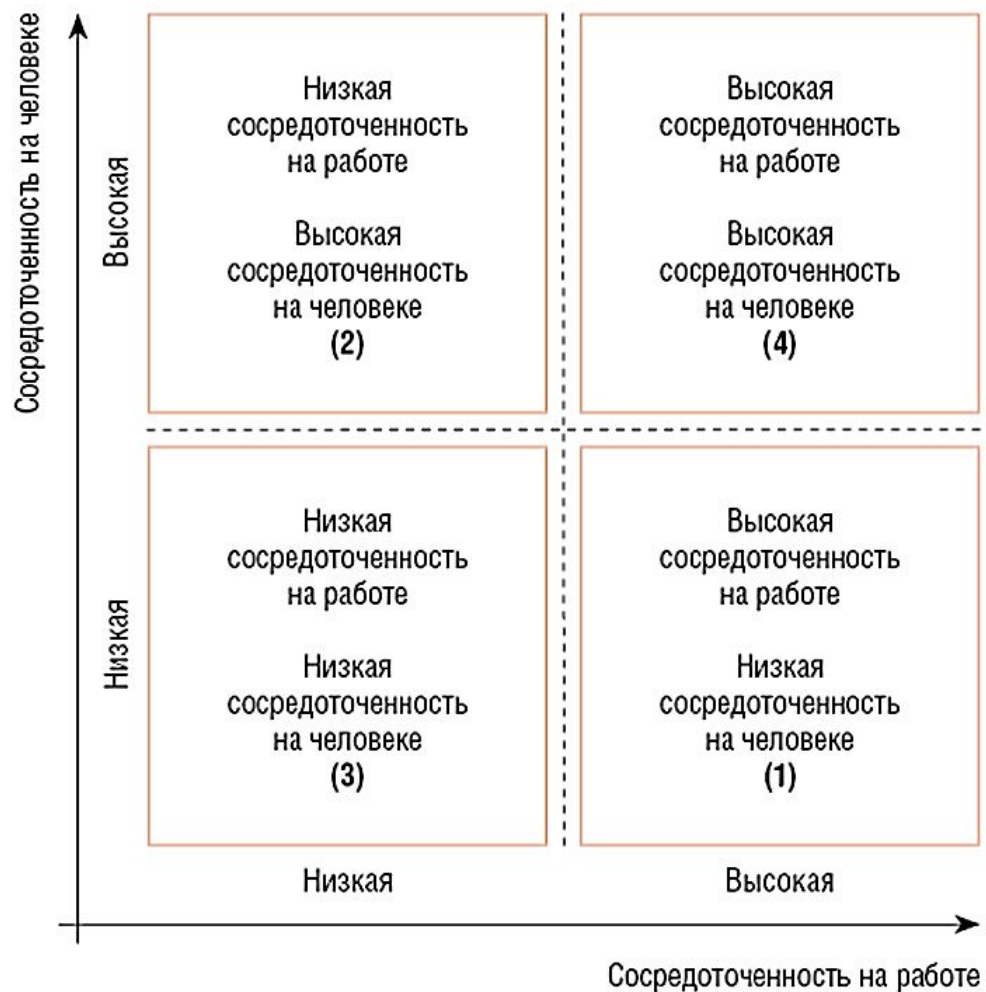 Сосредоточенность на человеке
Высокая
Низкая
сосредоточенность
на работе
Высокая
сосредоточенность
на человеке
(2)
Высокая
сосредоточенность
на работе
Высокая
сосредоточенность
на человеке
(4)
Низкая
Низкая
сосредоточенность
на работе
Низкая
сосредоточенность
на человеке
(3)
Высокая
сосредоточенность
на работе
Низкая
сосредоточенность
на человеке
(1)
Низкая
Высокая
Сосредоточенность на работе